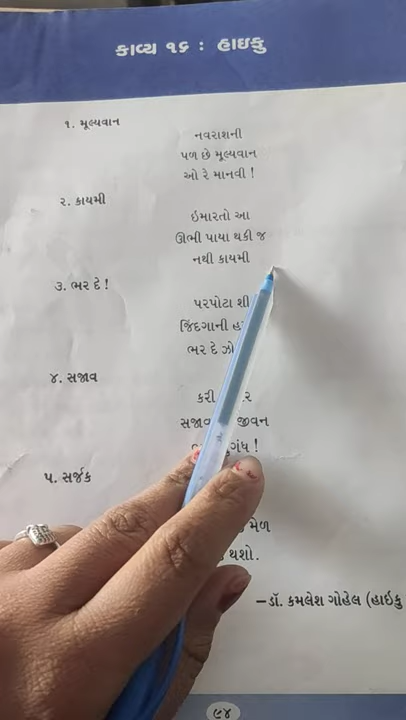 કાવ્ય ૧૬ : હાઇકુ
૧. મૂલ્યવાન
નવરાશની
પળ છે મૂલ્યવાન
ઓ રે માનવી !
૨. કાયમી
ઇમારતો આ
ઊભી પાયા થકી જ
નથી કાયમી
૩. ભર દે !
પરપોટા શી
જિંદગાની
ભર દે
૪. સજાવ
કરી
જીવન
૫. સર્જક
મેળ
થશો.
–ડૉ. કમલેશ ગોહેલ (હાઇકુ
૯૪